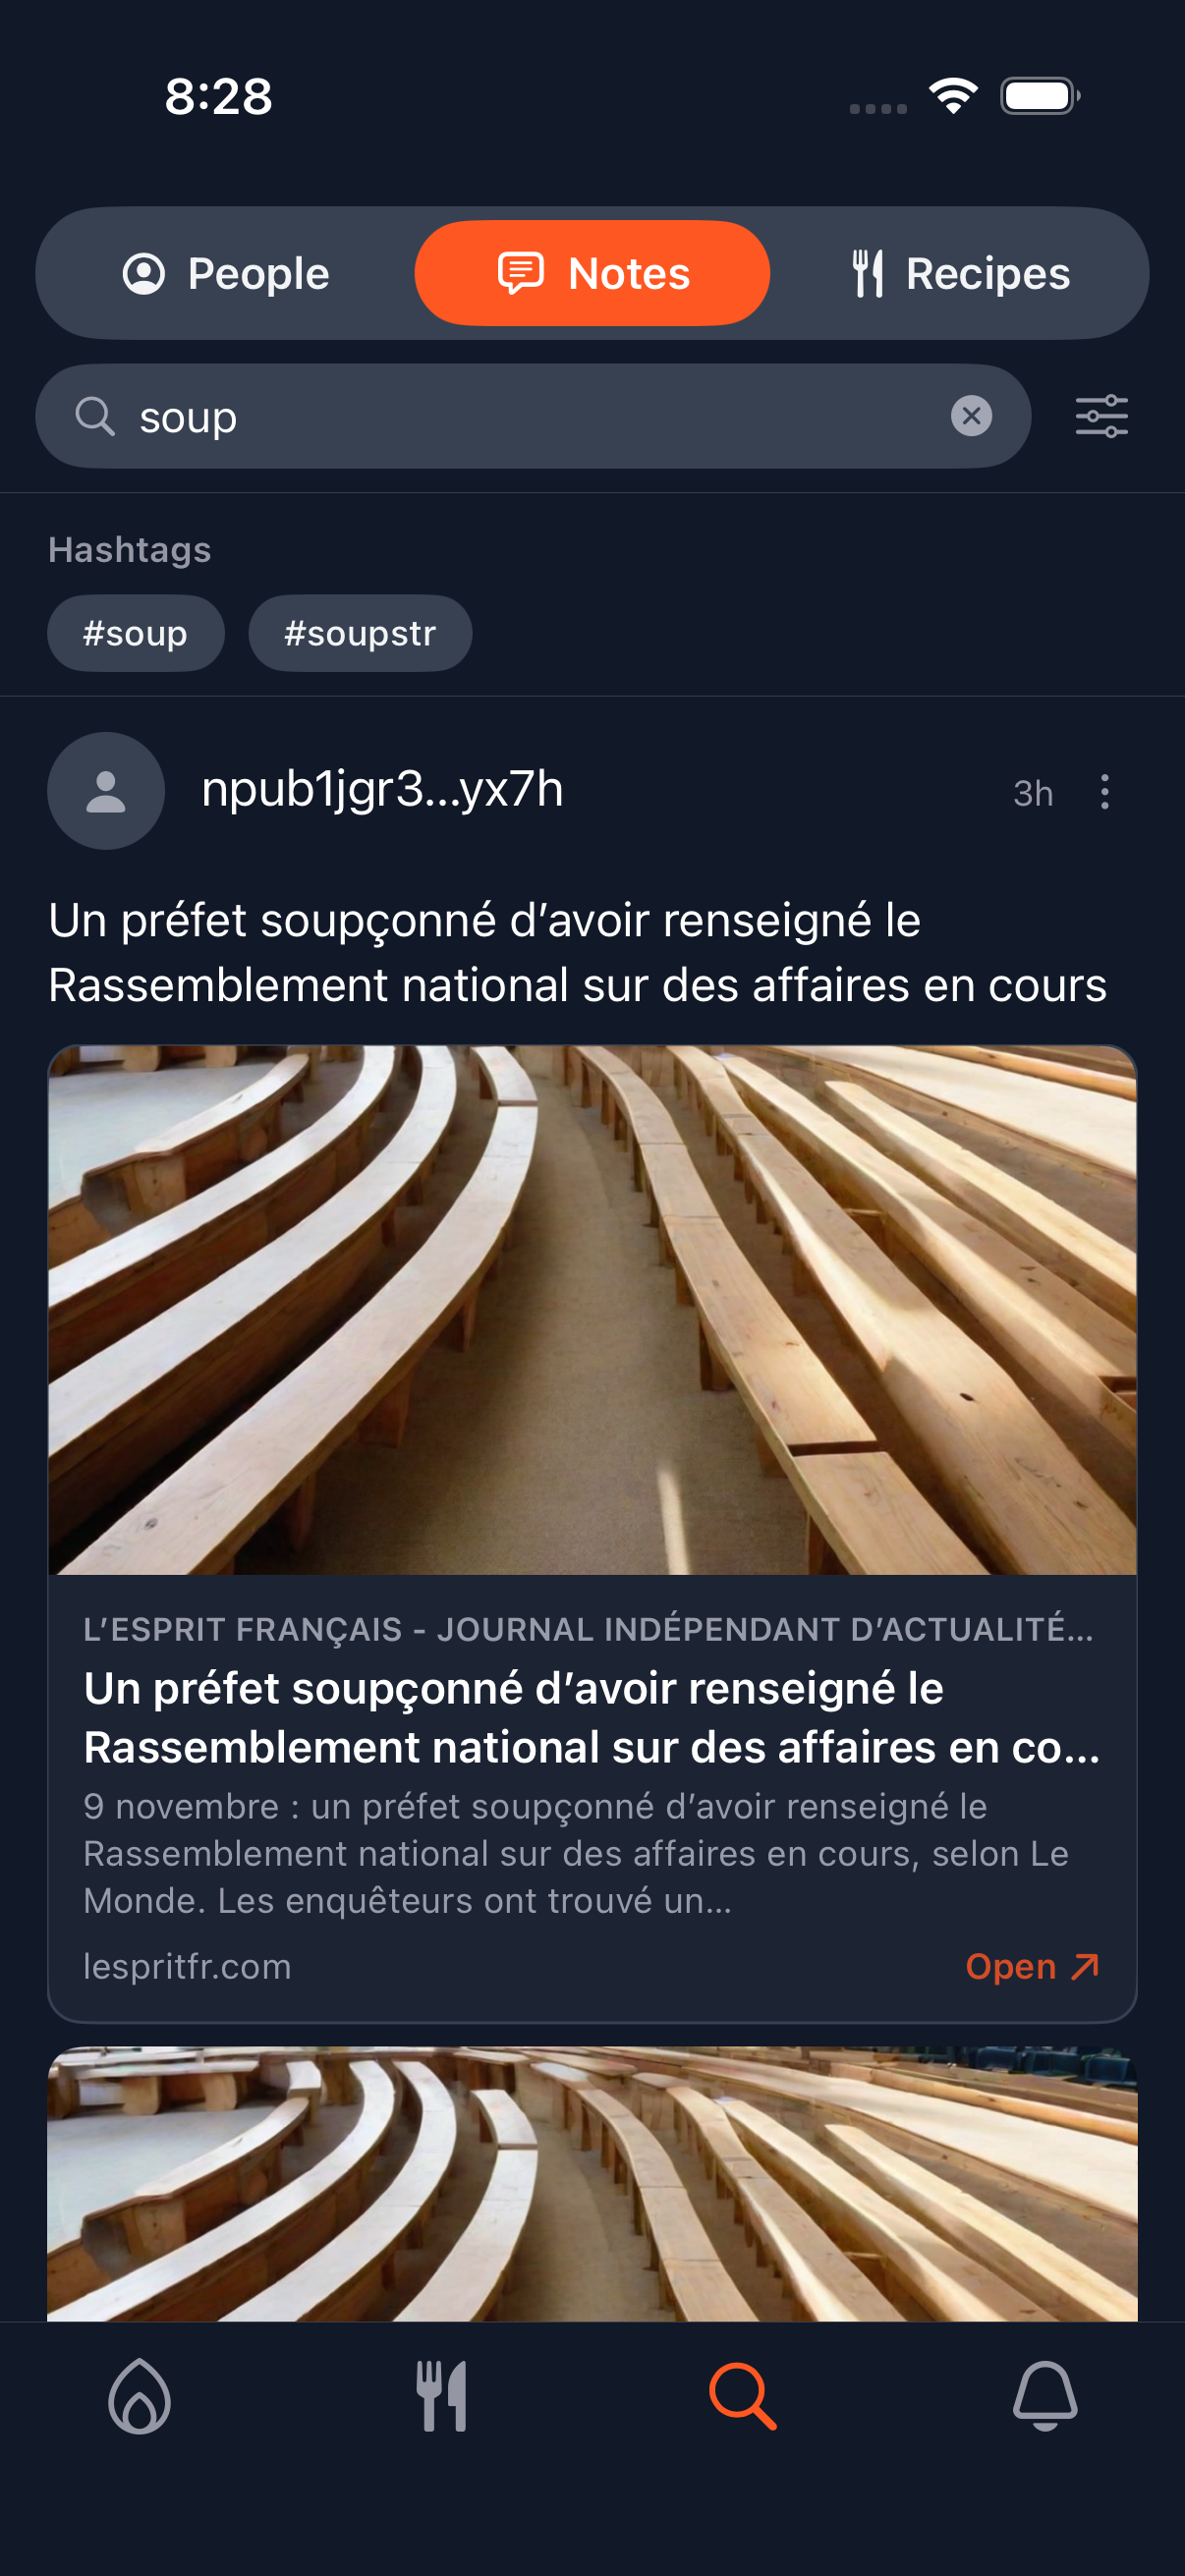 8:28
People
Notes
Recipes
soup
Hashtags
#soup
#soupstr
npub1jgr3...yx7h
3h
Un préfet soupçonné d’avoir renseigné le
Rassemblement national sur des affaires en cours
L’ESPRIT FRANÇAIS - JOURNAL INDÉPENDANT D’ACTUALITÉ...
Un préfet soupçonné d’avoir renseigné le
Rassemblement national sur des affaires en co...
9 novembre : un préfet soupçonné d’avoir renseigné le
Rassemblement national sur des affaires en cours, selon Le
Monde. Les enquêteurs ont trouvé un...
lespritfr.com
Open